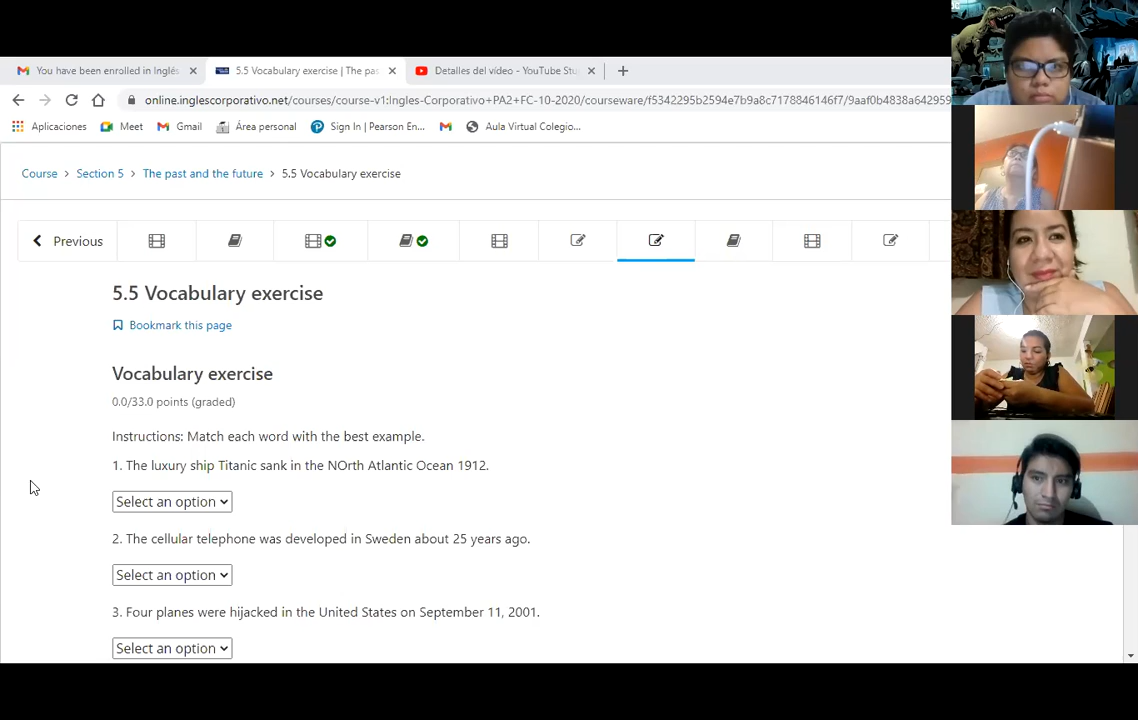 You have been enrolled in Inglés
5.5 Vocabulary exercise | The pas
Detalles del vídeo - YouTube Stu
online.inglescorporativo.net/courses/course-v1:Ingles-Corporativo+PA2+FC-10-2020/courseware/f5342295b2594e7b9a8c7178846146f7/9aaf0b4838a642959
Aplicaciones
Meet
Gmail
Área personal
Sign In | Pearson En...
Aula Virtual Colegio...
Course > Section 5 > The past and the future > 5.5 Vocabulary exercise
Previous
5.5 Vocabulary exercise
Bookmark this page
Vocabulary exercise
0.0/33.0 points (graded)
Instructions: Match each word with the best example.
1. The luxury ship Titanic sank in the NOrth Atlantic Ocean 1912.
Select an option
2. The cellular telephone was developed in Sweden about 25 years ago.
Select an option
3. Four planes were hijacked in the United States on September 11, 2001.
Select an option